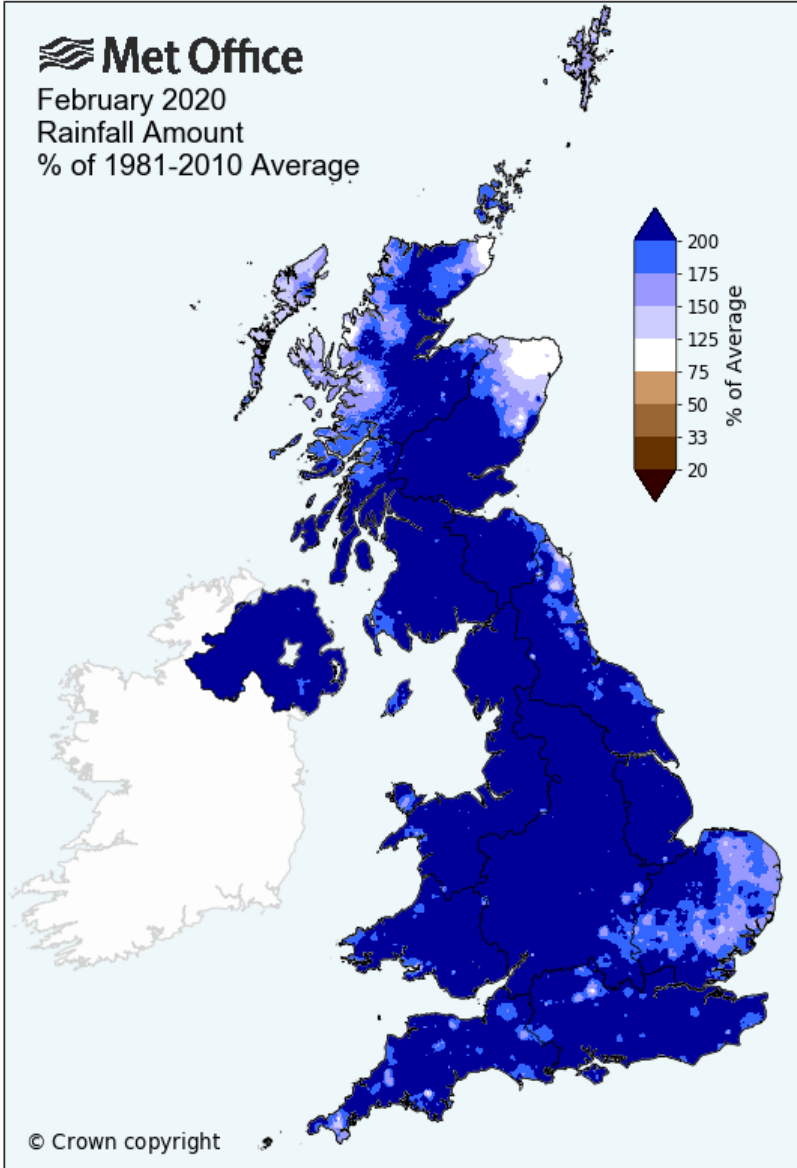 Met Office
February 2020
Rainfall Amount
% of 1981-2010 Average
200
175
150
125
75
50
33
20
% of Average
© Crown copyright